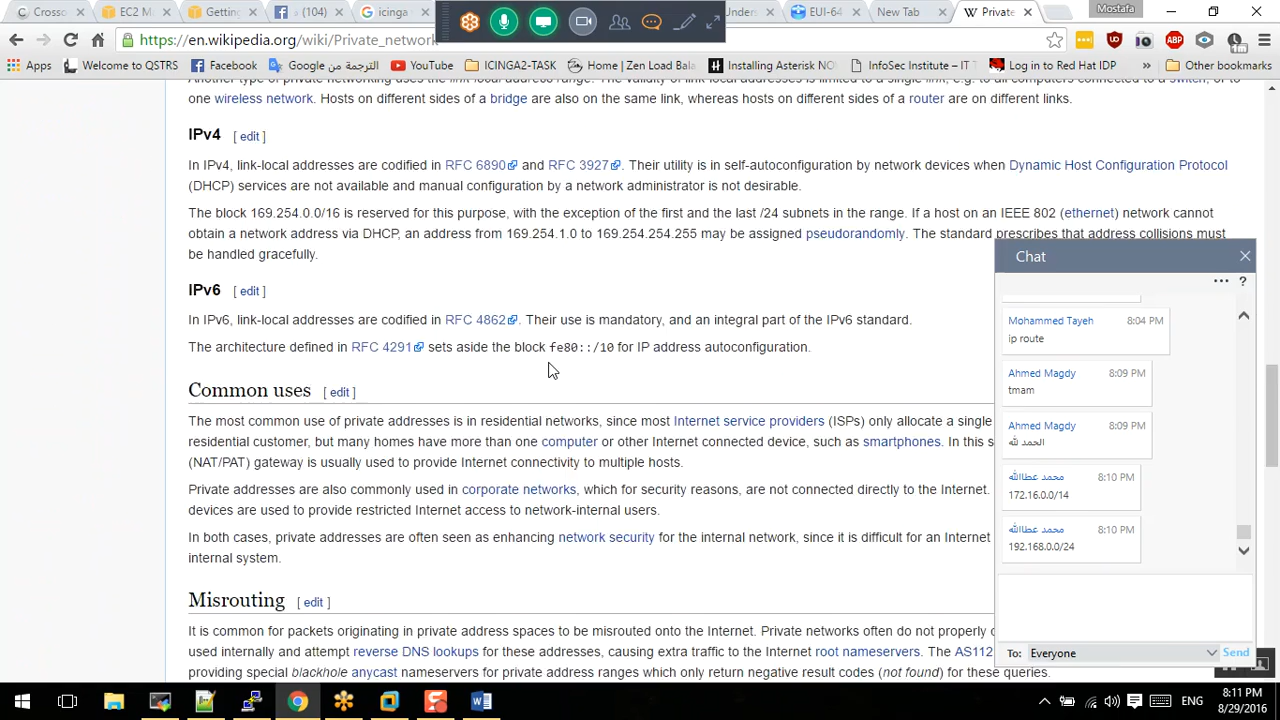 Crosso
EC2 M
Getting
a (104)
icinga
Unders
EUI-64
New Tab
Private
Mostafa
https://en.wikipedia.org/wiki/Private_network
Apps
Welcome to QSTRS
Facebook
الترجمة من Google
YouTube
ICINGA2-TASK
Home | Zen Load Bala
Installing Asterisk NO
InfoSec Institute – IT T
Log in to Red Hat IDP
»
Other bookmarks
one wireless network. Hosts on different sides of a bridge are also on the same link, whereas hosts on different sides of a router are on different links.
IPv4 [ edit ]
In IPv4, link-local addresses are codified in RFC 6890 and RFC 3927. Their utility is in self-autoconfiguration by network devices when Dynamic Host Configuration Protocol
(DHCP) services are not available and manual configuration by a network administrator is not desirable.
The block 169.254.0.0/16 is reserved for this purpose, with the exception of the first and the last /24 subnets in the range. If a host on an IEEE 802 (ethernet) network cannot
obtain a network address via DHCP, an address from 169.254.1.0 to 169.254.254.255 may be assigned pseudorandomly. The standard prescribes that address collisions must
be handled gracefully.
IPv6 [ edit ]
In IPv6, link-local addresses are codified in RFC 4862. Their use is mandatory, and an integral part of the IPv6 standard.
The architecture defined in RFC 4291 sets aside the block fe80::/10 for IP address autoconfiguration.
Common uses [ edit ]
The most common use of private addresses is in residential networks, since most Internet service providers (ISPs) only allocate a single
residential customer, but many homes have more than one computer or other Internet connected device, such as smartphones. In this s
(NAT/PAT) gateway is usually used to provide Internet connectivity to multiple hosts.
Private addresses are also commonly used in corporate networks, which for security reasons, are not connected directly to the Internet.
devices are used to provide restricted Internet access to network-internal users.
In both cases, private addresses are often seen as enhancing network security for the internal network, since it is difficult for an Internet
internal system.
Misrouting [ edit ]
It is common for packets originating in private address spaces to be misrouted onto the Internet. Private networks often do not properly c
used internally and attempt reverse DNS lookups for these addresses, causing extra traffic to the Internet root nameservers. The AS112
providing special blackhole anycast nameservers for private address ranges which only return negative result codes (not found) for these queries.
Chat
Mohammed Tayeh 8:04 PM
ip route
Ahmed Magdy 8:09 PM
tmam
Ahmed Magdy 8:09 PM
الحمد لله
محمد عطاالله 8:10 PM
172.16.0.0/14
محمد عطاالله 8:10 PM
192.168.0.0/24
To: Everyone
Send
ENG
8:11 PM
8/29/2016